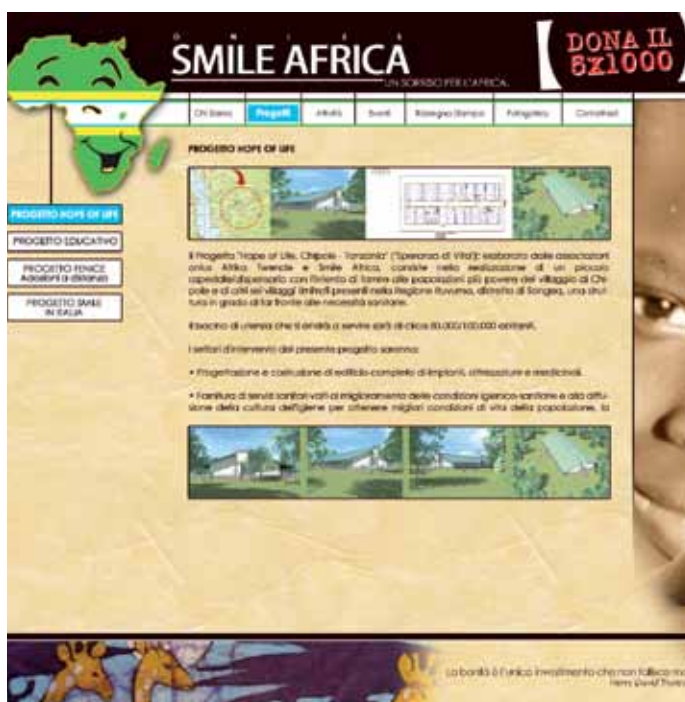 ONLUS
SMILE AFRICA
UN SORRISO PER L'AFRICA
DONA IL
5x1000
Chi Siamo
Progetti
Attività
Eventi
Rassegna Stampa
Fotogallery
Contattaci
PROGETTO HOPE OF LIFE
PROGETTO HOPE OF LIFE
PROGETTO EDUCATIVO
PROGETTO FENICE
Adozioni a distanza
PROGETTO SMILE
IN ITALIA
Il Progetto "Hope of Life, Chipole - Tanzania" ("Speranza di Vita"): elaborato dalle associazioni
onlus Afrika Twende e Smile Africa, consiste nella realizzazione di un piccolo
ospedale/dispensario con l'intento di fornire alle popolazioni più povere del villaggio di Chi-
pole e di altri sei villaggi limitrofi presenti nella Regione Ruvuma, distretto di Songea, una strut-
tura in grado di far fronte alle necessità sanitarie.
Il bacino di utenza che si andrà a servire sarà di circa 80.000/100.000 abitanti.
I settori d'intervento del presente progetto saranno:
• Progettazione e costruzione di edificio completo di impianti, attrezzature e medicinali.
• Fornitura di servizi sanitari volti al miglioramento delle condizioni igienico-sanitarie e alla diffu-
sione della cultura dell'igiene per ottenere migliori condizioni di vita della popolazione, la
La bontà è l'unico investimento che non fallisce mai
Henry David